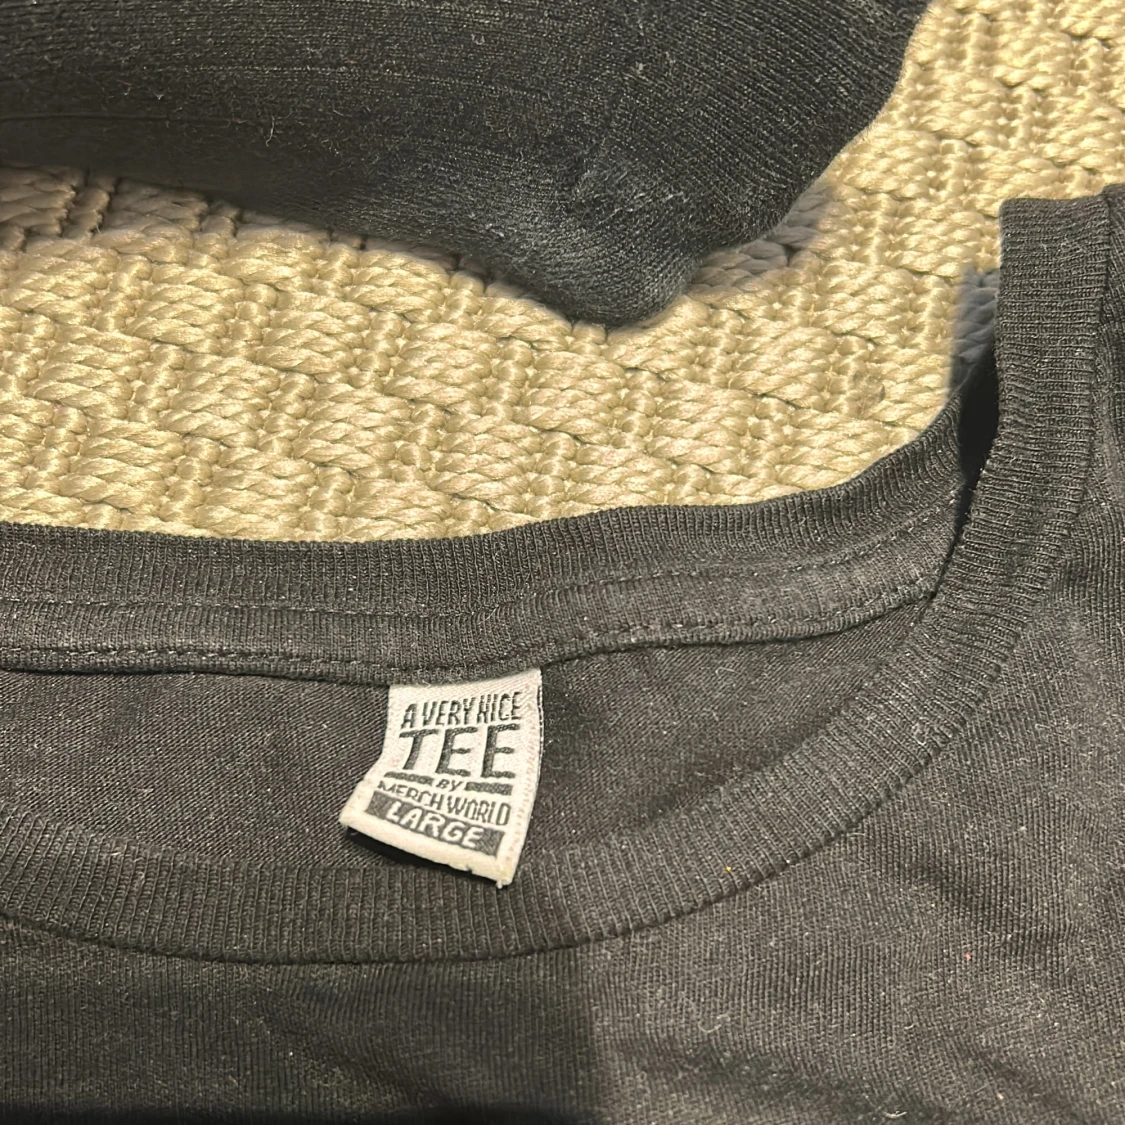 A VERY NICE
TEE
BY
MERCH WORLD
LARGE